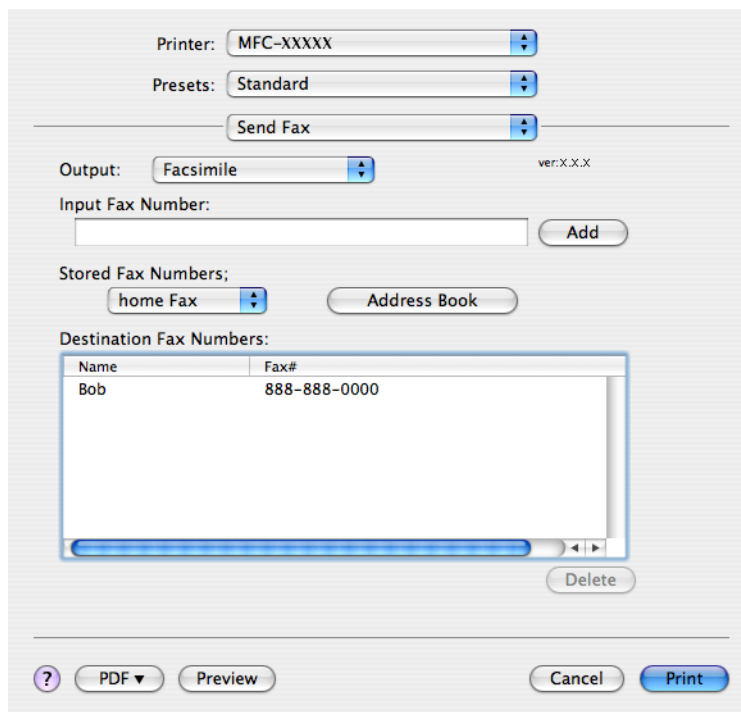 Printer: MFC-XXXXX
Presets: Standard
Send Fax
Output: Facsimile
ver:X.X.X
Input Fax Number:
Add
Stored Fax Numbers;
home Fax
Address Book
Destination Fax Numbers:
Name Fax#
Bob 888-888-0000
Delete
? PDF▼ Preview Cancel Print